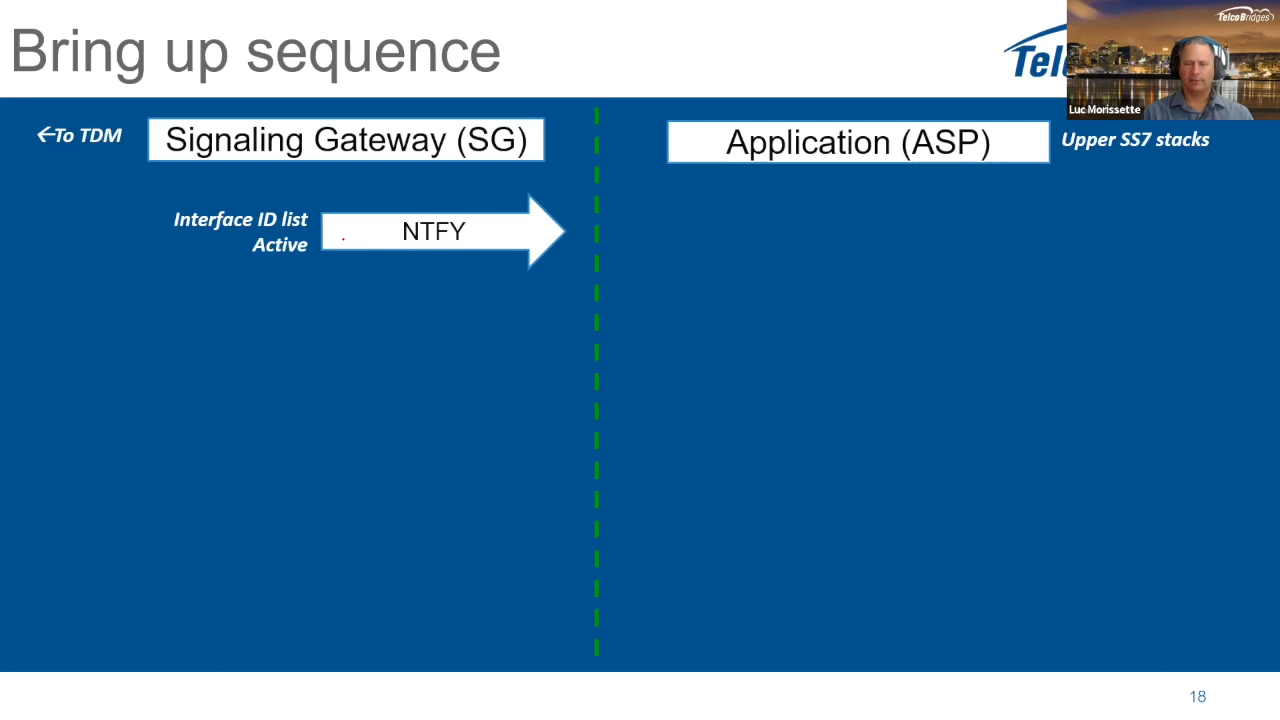 Bring up sequence
TelcoBridges
Luc Morissette
←To TDM
Signaling Gateway (SG)
Application (ASP)
Upper SS7 stacks
Interface ID list
Active
NTFY
18